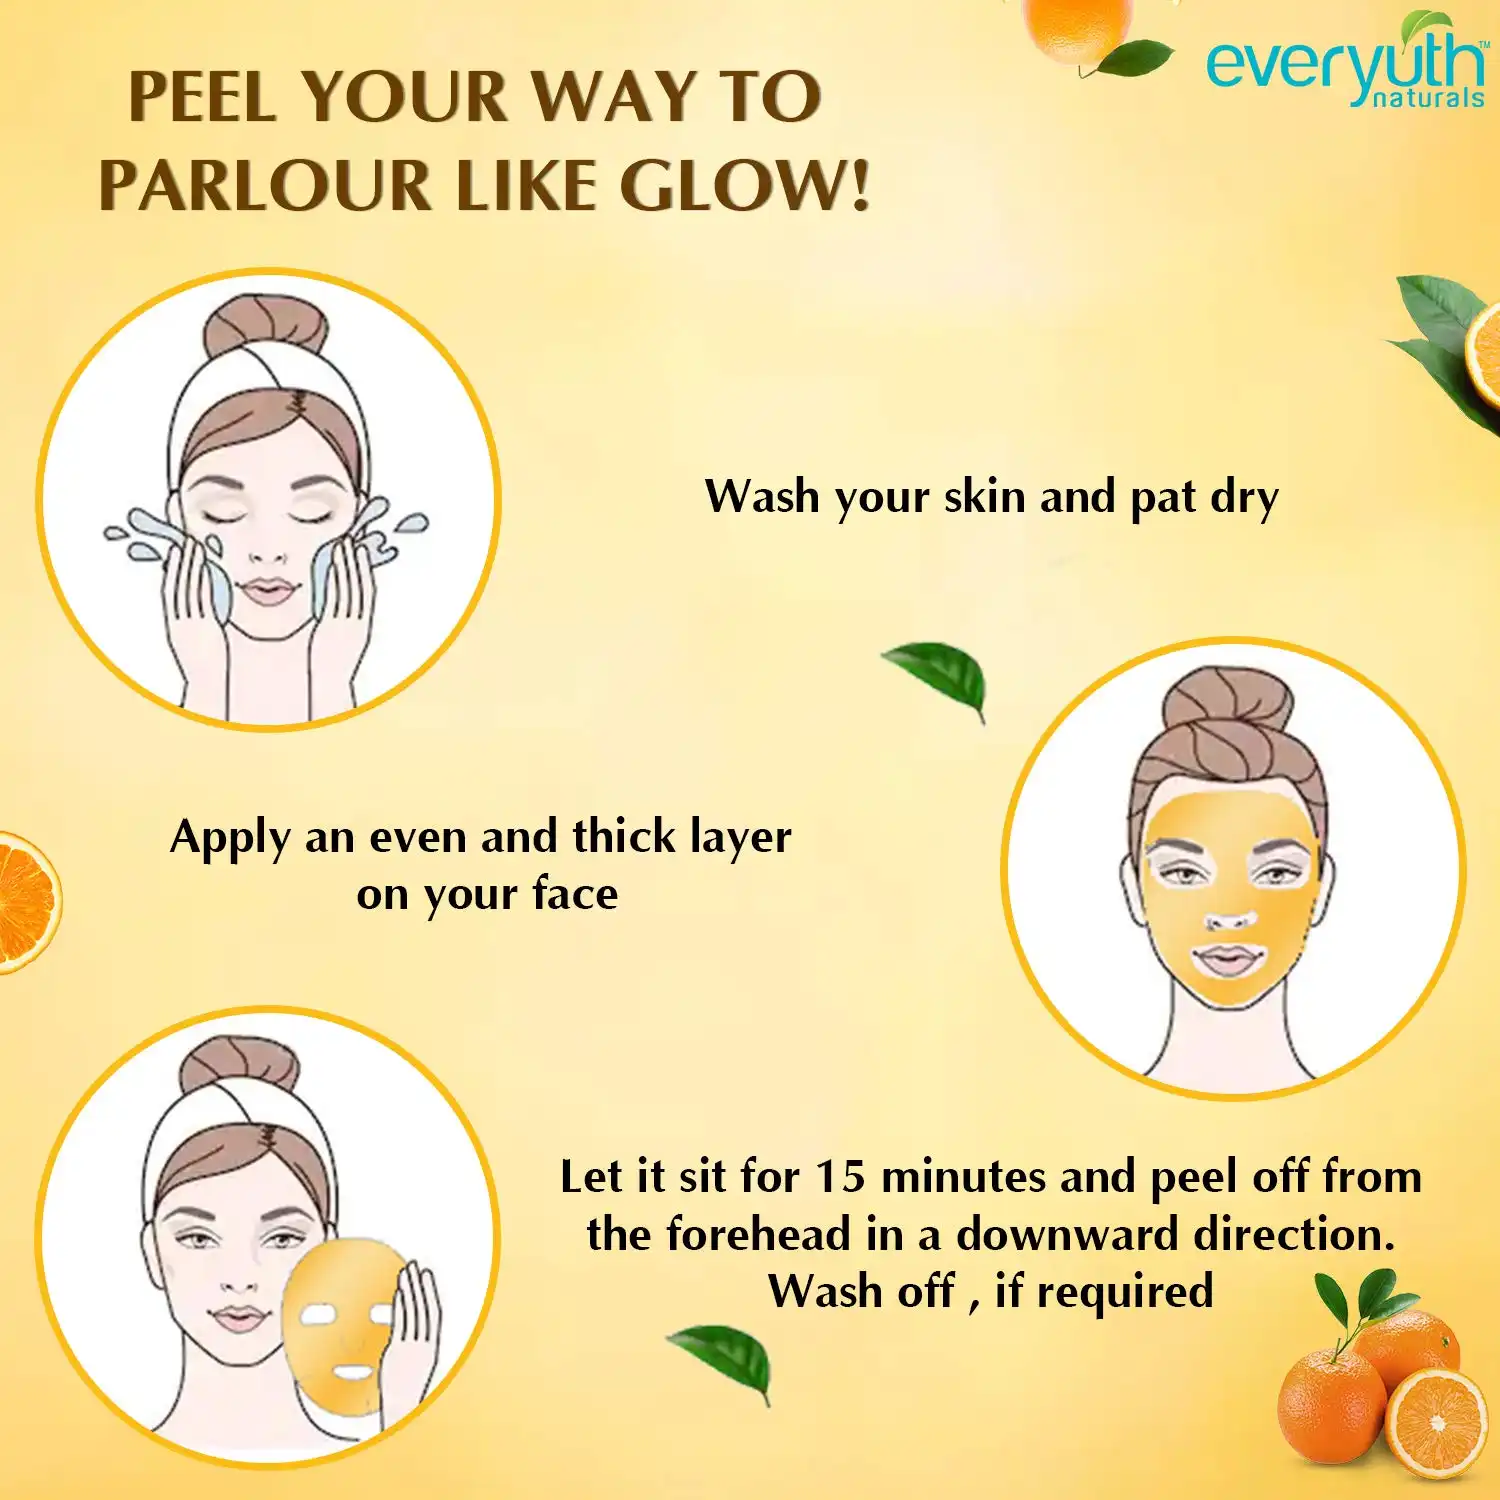 everyuth™
naturals
PEEL YOUR WAY TO
PARLOUR LIKE GLOW!
Wash your skin and pat dry
Apply an even and thick layer
on your face
Let it sit for 15 minutes and peel off from
the forehead in a downward direction.
Wash off , if required